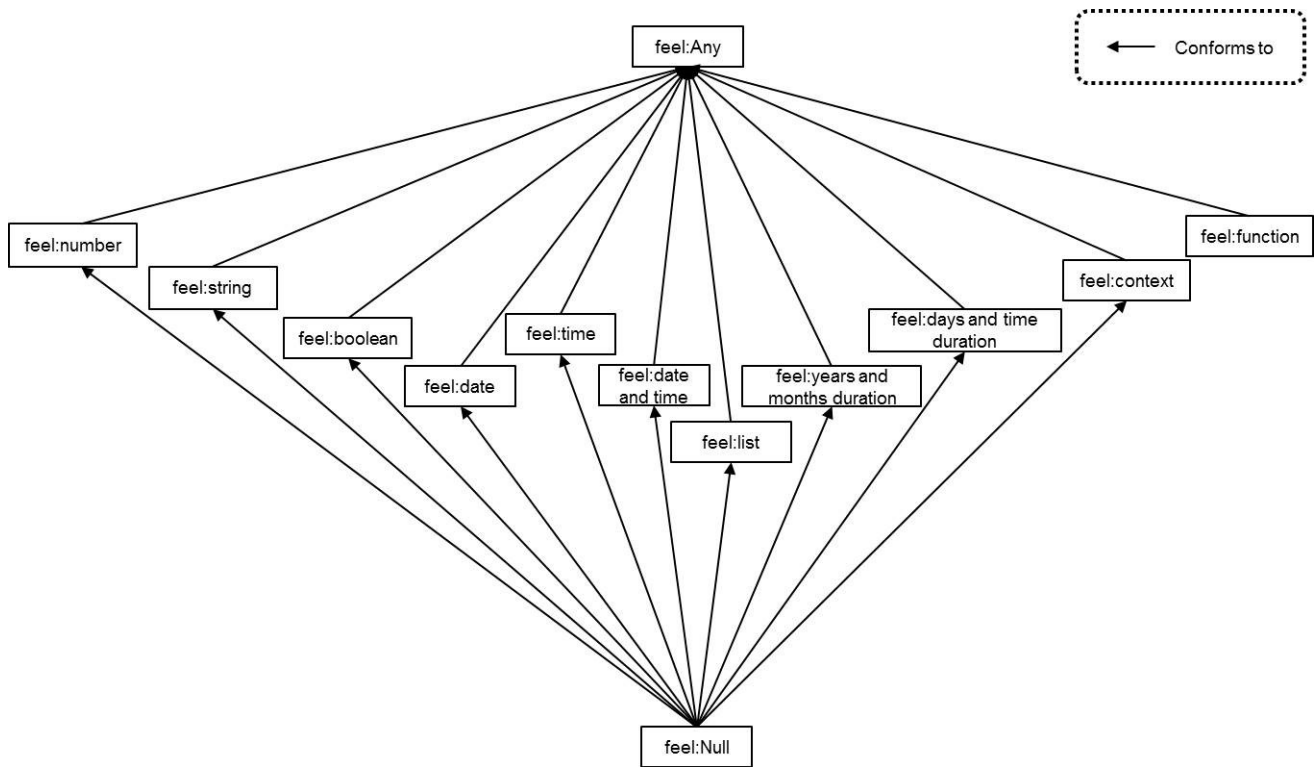 feel:Any
Conforms to
feel:number
feel:function
feel:string
feel:context
feel:boolean
feel:time
feel:days and time
duration
feel:date
feel:date
and time
feel:years and
months duration
feel:list
feel:Null